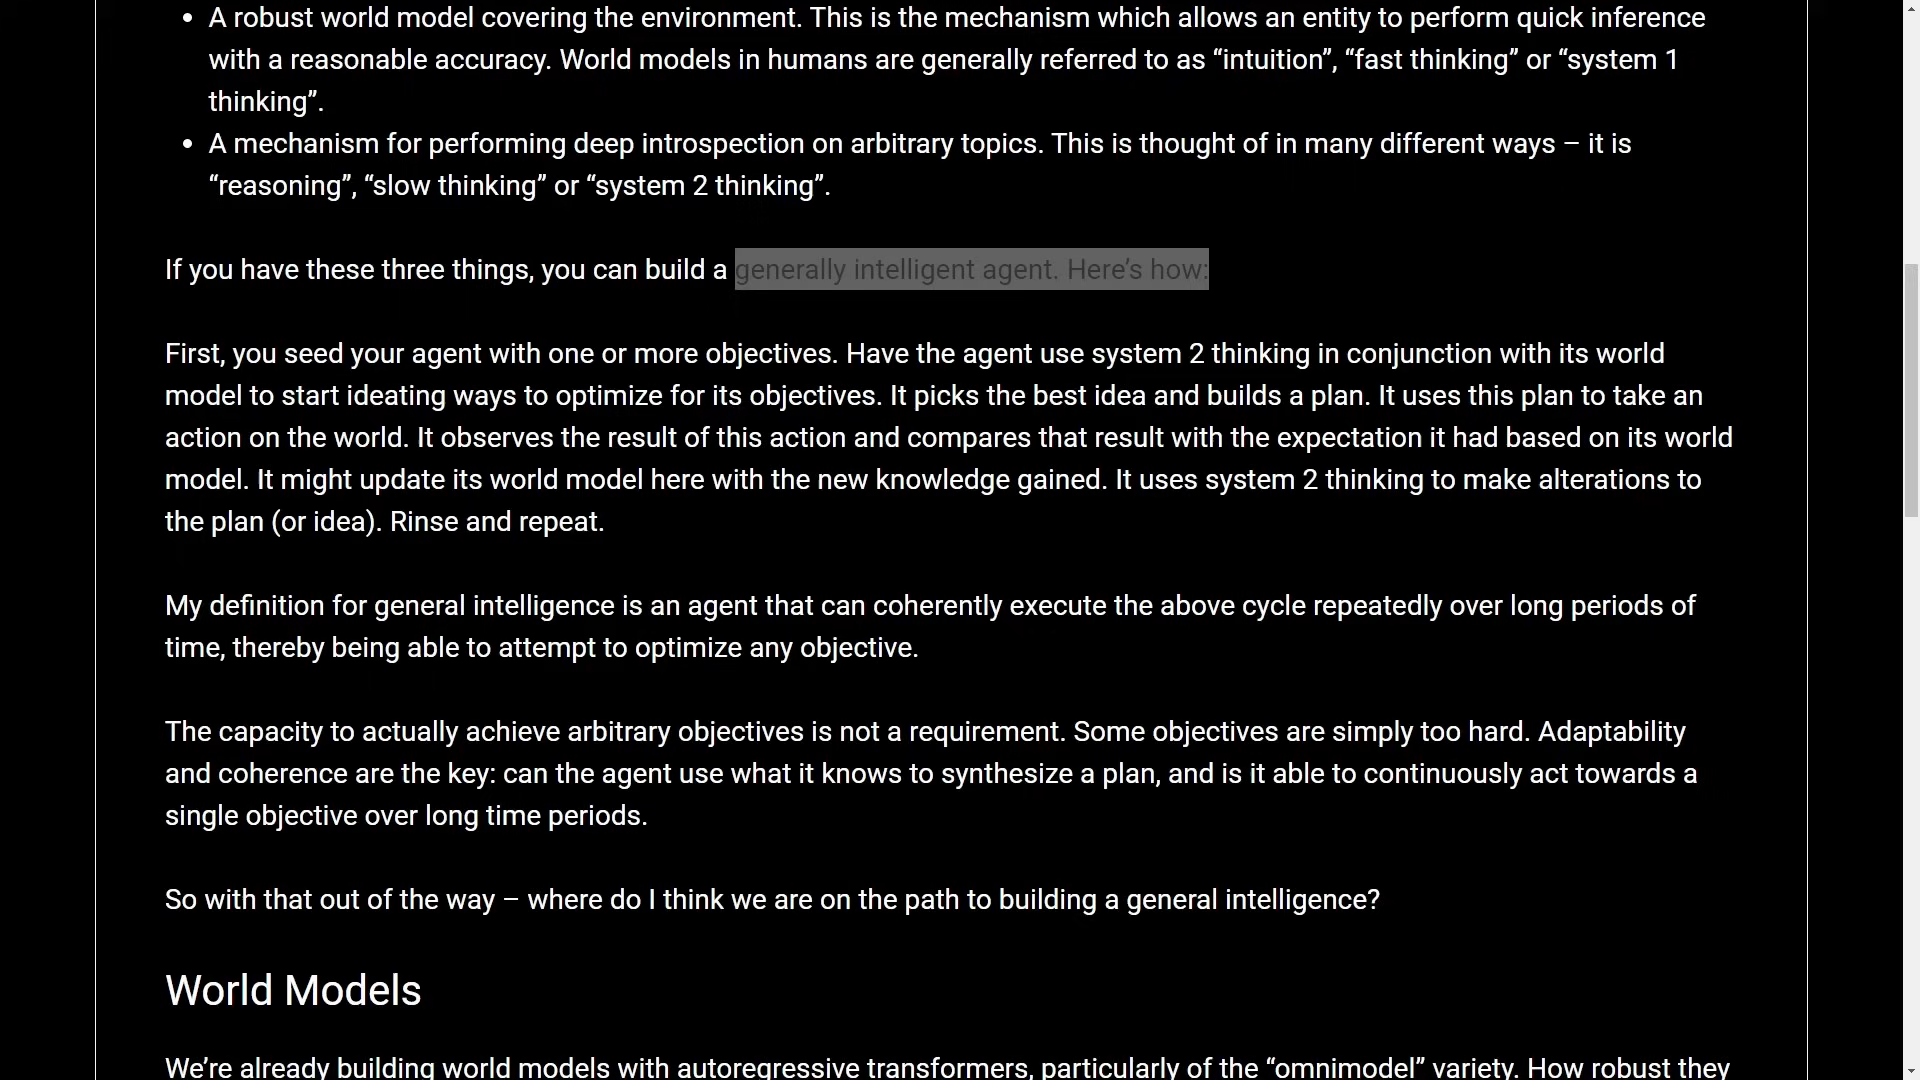 • A robust world model covering the environment. This is the mechanism which allows an entity to perform quick inference
with a reasonable accuracy. World models in humans are generally referred to as “intuition”, “fast thinking” or “system 1
thinking”.
• A mechanism for performing deep introspection on arbitrary topics. This is thought of in many different ways – it is
“reasoning”, “slow thinking” or “system 2 thinking”.
If you have these three things, you can build a generally intelligent agent. Here’s how:
First, you seed your agent with one or more objectives. Have the agent use system 2 thinking in conjunction with its world
model to start ideating ways to optimize for its objectives. It picks the best idea and builds a plan. It uses this plan to take an
action on the world. It observes the result of this action and compares that result with the expectation it had based on its world
model. It might update its world model here with the new knowledge gained. It uses system 2 thinking to make alterations to
the plan (or idea). Rinse and repeat.
My definition for general intelligence is an agent that can coherently execute the above cycle repeatedly over long periods of
time, thereby being able to attempt to optimize any objective.
The capacity to actually achieve arbitrary objectives is not a requirement. Some objectives are simply too hard. Adaptability
and coherence are the key: can the agent use what it knows to synthesize a plan, and is it able to continuously act towards a
single objective over long time periods.
So with that out of the way – where do I think we are on the path to building a general intelligence?
World Models
We’re already building world models with autoregressive transformers, particularly of the “omnimodel” variety. How robust they